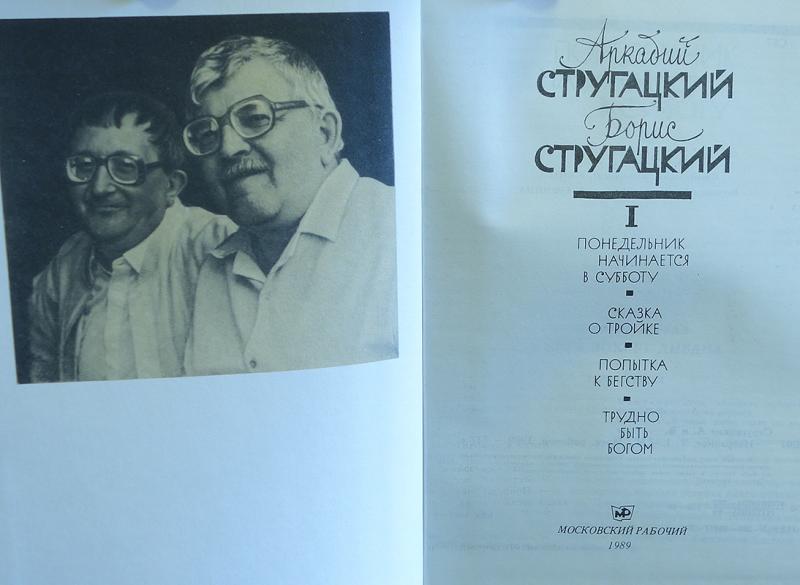 Аркадий
СТРУГАЦКИЙ
Борис
СТРУГАЦКИЙ
I
ПОНЕДЕЛЬНИК
НАЧИНАЕТСЯ
В СУББОТУ
СКАЗКА
О ТРОЙКЕ
ПОПЫТКА
К БЕГСТВУ
ТРУДНО
БЫТЬ
БОГОМ
МР
МОСКОВСКИЙ РАБОЧИЙ
1989